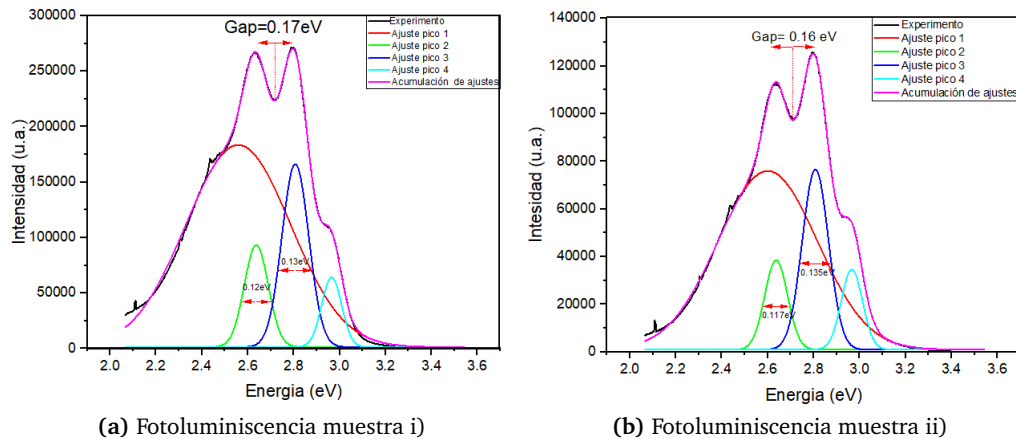 300000
250000
200000
150000
100000
50000
0
Intensidad (u.a.)
Gap=0.17eV
Experimento
Ajuste pico 1
Ajuste pico 2
Ajuste pico 3
Ajuste pico 4
Acumulación de ajustes
0.13eV
0.12eV
2.0 2.2 2.4 2.6 2.8 3.0 3.2 3.4 3.6
Energia (eV)
(a) Fotoluminiscencia muestra i)
140000
120000
100000
80000
60000
40000
20000
0
Intesidad (u.a.)
Gap= 0.16 eV
Experimento
Ajuste pico 1
Ajuste pico 2
Ajuste pico 3
Ajuste pico 4
Acumulación de ajustes
0.135eV
0.117eV
2.0 2.2 2.4 2.6 2.8 3.0 3.2 3.4 3.6
Energia (eV)
(b) Fotoluminiscencia muestra ii)